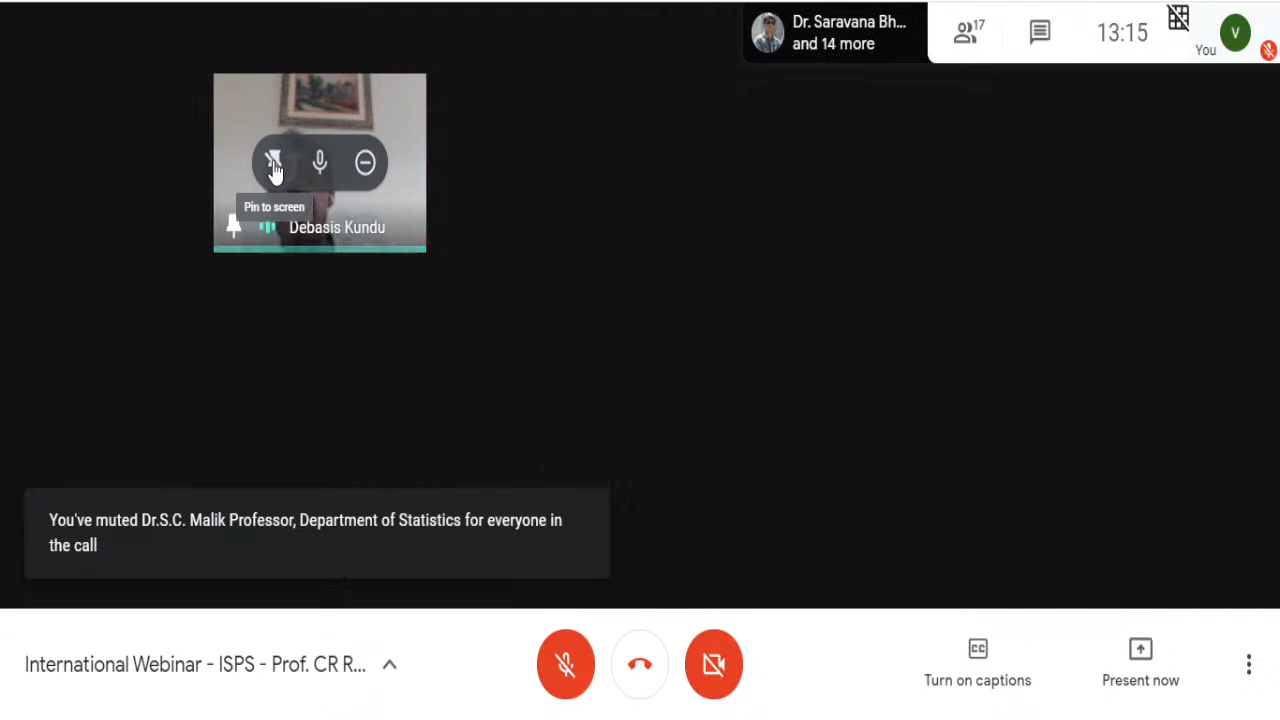 Dr. Saravana Bh...
and 14 more
17
13:15
You
V
Pin to screen
Debasis Kundu
You've muted Dr.S.C. Malik Professor, Department of Statistics for everyone in
the call
International Webinar - ISPS - Prof. CR R...
CC
Turn on captions
Present now